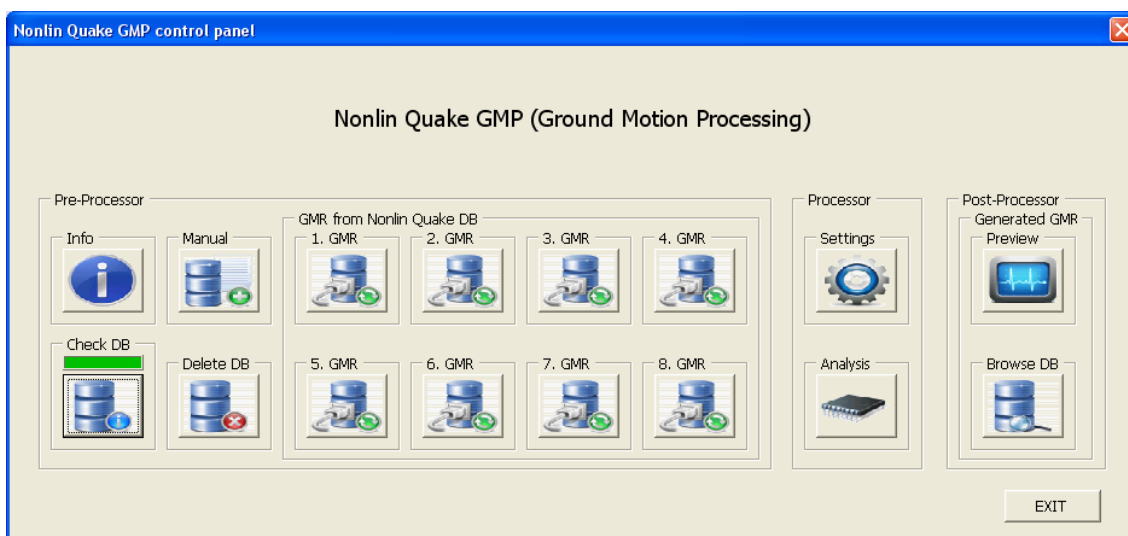 Nonlin Quake GMP control panel
Nonlin Quake GMP (Ground Motion Processing)
Pre-Processor
Info
Manual
GMR from Nonlin Quake DB
1. GMR
2. GMR
3. GMR
4. GMR
Check DB
Delete DB
5. GMR
6. GMR
7. GMR
8. GMR
Processor
Settings
Analysis
Post-Processor
Generated GMR
Preview
Browse DB
EXIT